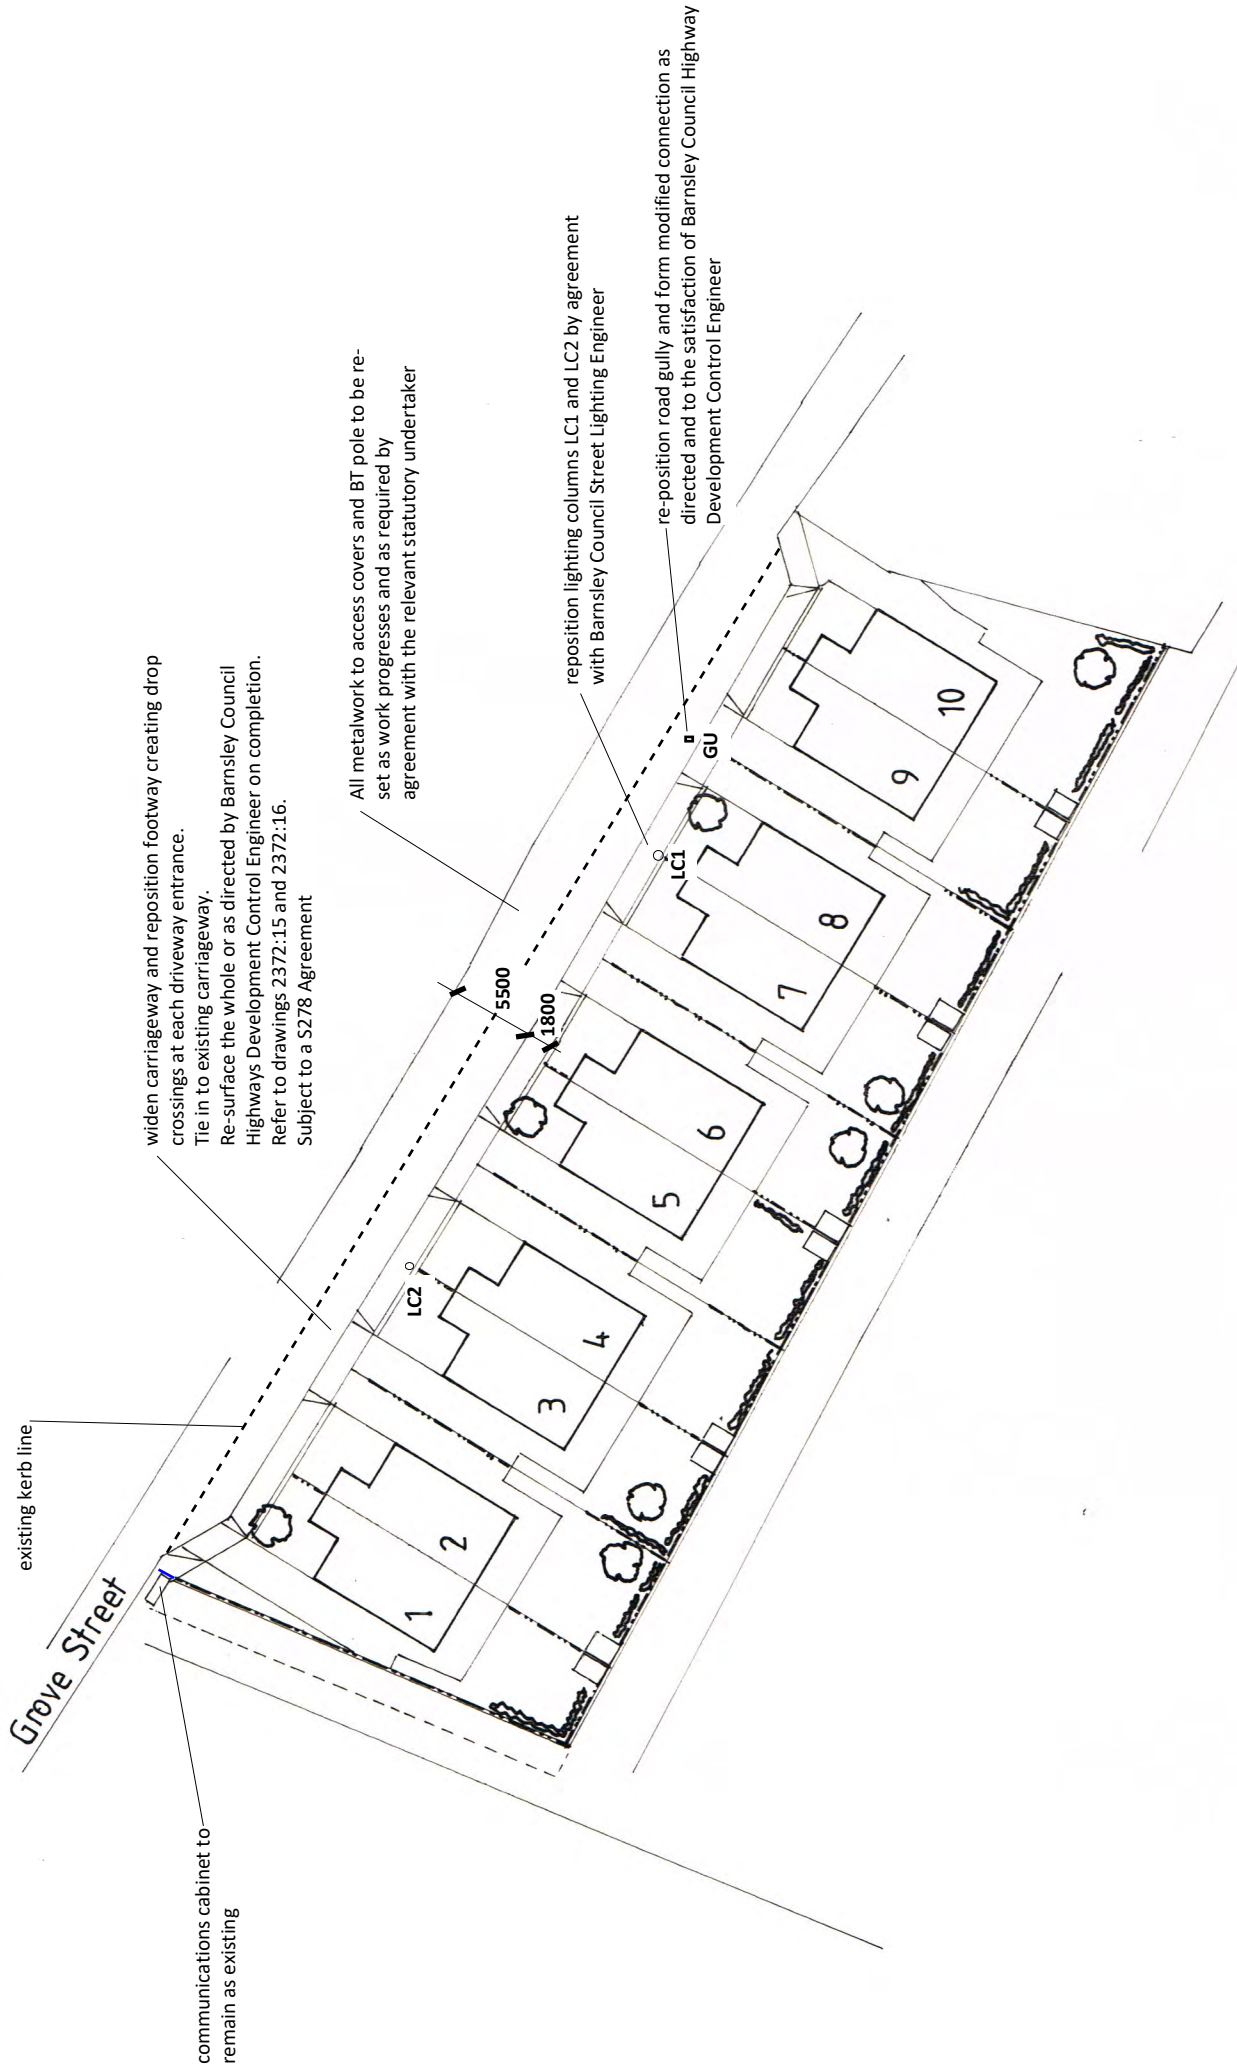 existing kerb line
widen carriageway and reposition footway creating drop
crossings at each driveway entrance.
Tie in to existing carriageway.
Re-surface the whole or as directed by Barnsley Council
Highways Development Control Engineer on completion.
Refer to drawings 2372:15 and 2372:16.
Subject to a S278 Agreement
All metalwork to access covers and BT pole to be re-
set as work progresses and as required by
agreement with the relevant statutory undertaker
reposition lighting columns LC1 and LC2 by agreement
with Barnsley Council Street Lighting Engineer
re-position road gully and form modified connection as
directed and to the satisfaction of Barnsley Council Highway
Development Control Engineer
communications cabinet to
remain as existing
Grove Street
5500
1800
LC2
LC1
GU
1
2
3
4
5
6
7
8
9
10